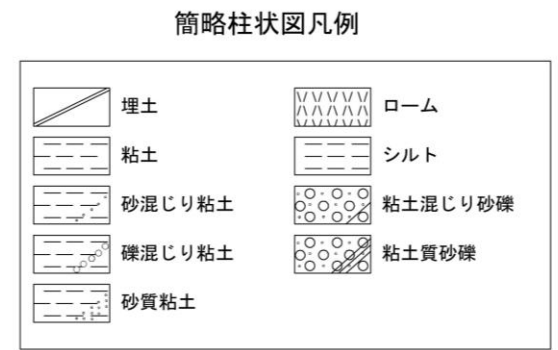 簡略柱状図凡例
埋土
粘土
砂混じり粘土
礫混じり粘土
砂質粘土
ローム
シルト
粘土混じり砂礫
粘土質砂礫